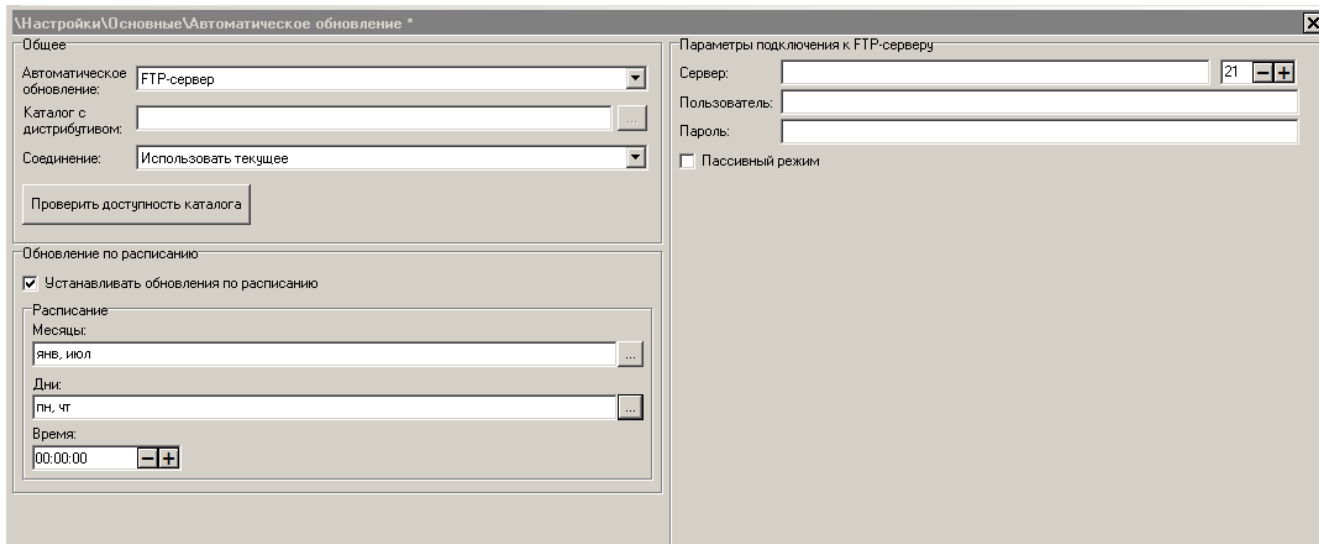 \Настройки\Основные\Автоматическое обновление *
Общее
Автоматическое
обновление:
FTP-сервер
Каталог с
дистрибутивом:
...
Соединение:
Использовать текущее
Проверить доступность каталога
Обновление по расписанию
Устанавливать обновления по расписанию
Расписание
Месяцы:
янв, июл
...
Дни:
пн, чт
...
Время:
00:00:00
Параметры подключения к FTP-серверу
Сервер:
21
Пользователь:
Пароль:
Пассивный режим